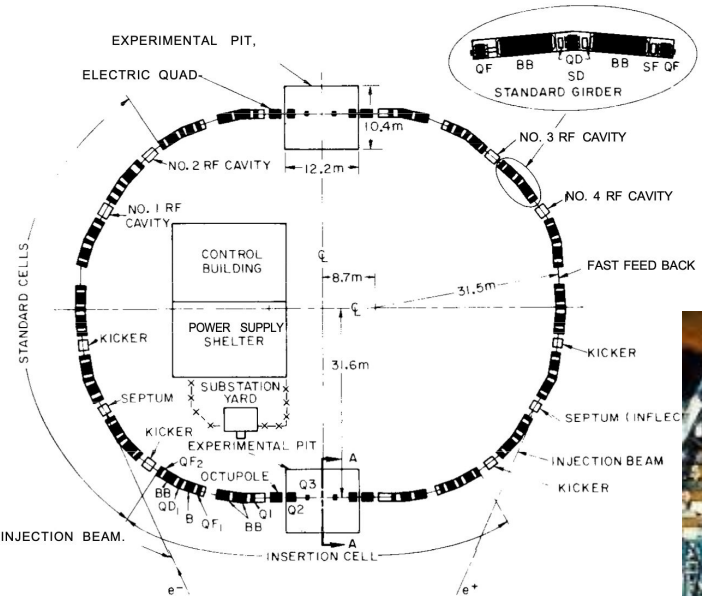 EXPERIMENTAL PIT,
ELECTRIC QUAD-
QF BB QD BB SF QF
SD
STANDARD GIRDER
10.4m
12.2m
NO. 3 RF CAVITY
NO. 2 RF CAVITY
NO. 4 RF CAVITY
NO. 1 RF
CAVITY
STANDARD CELLS
CONTROL
BUILDING
℄
8.7m
FAST FEED BACK
31.5m
℄
POWER SUPPLY
SHELTER
KICKER
31.6m
KICKER
SUBSTATION
YARD
SEPTUM
SEPTUM (INFLEC
KICKER
EXPERIMENTAL PIT
A
INJECTION BEAM
QF2
OCTUPOLE
Q3
KICKER
BB
QD1
B
QF1
BB
Q1
Q2
INJECTION BEAM.
A
INSERTION CELL
e-
e+